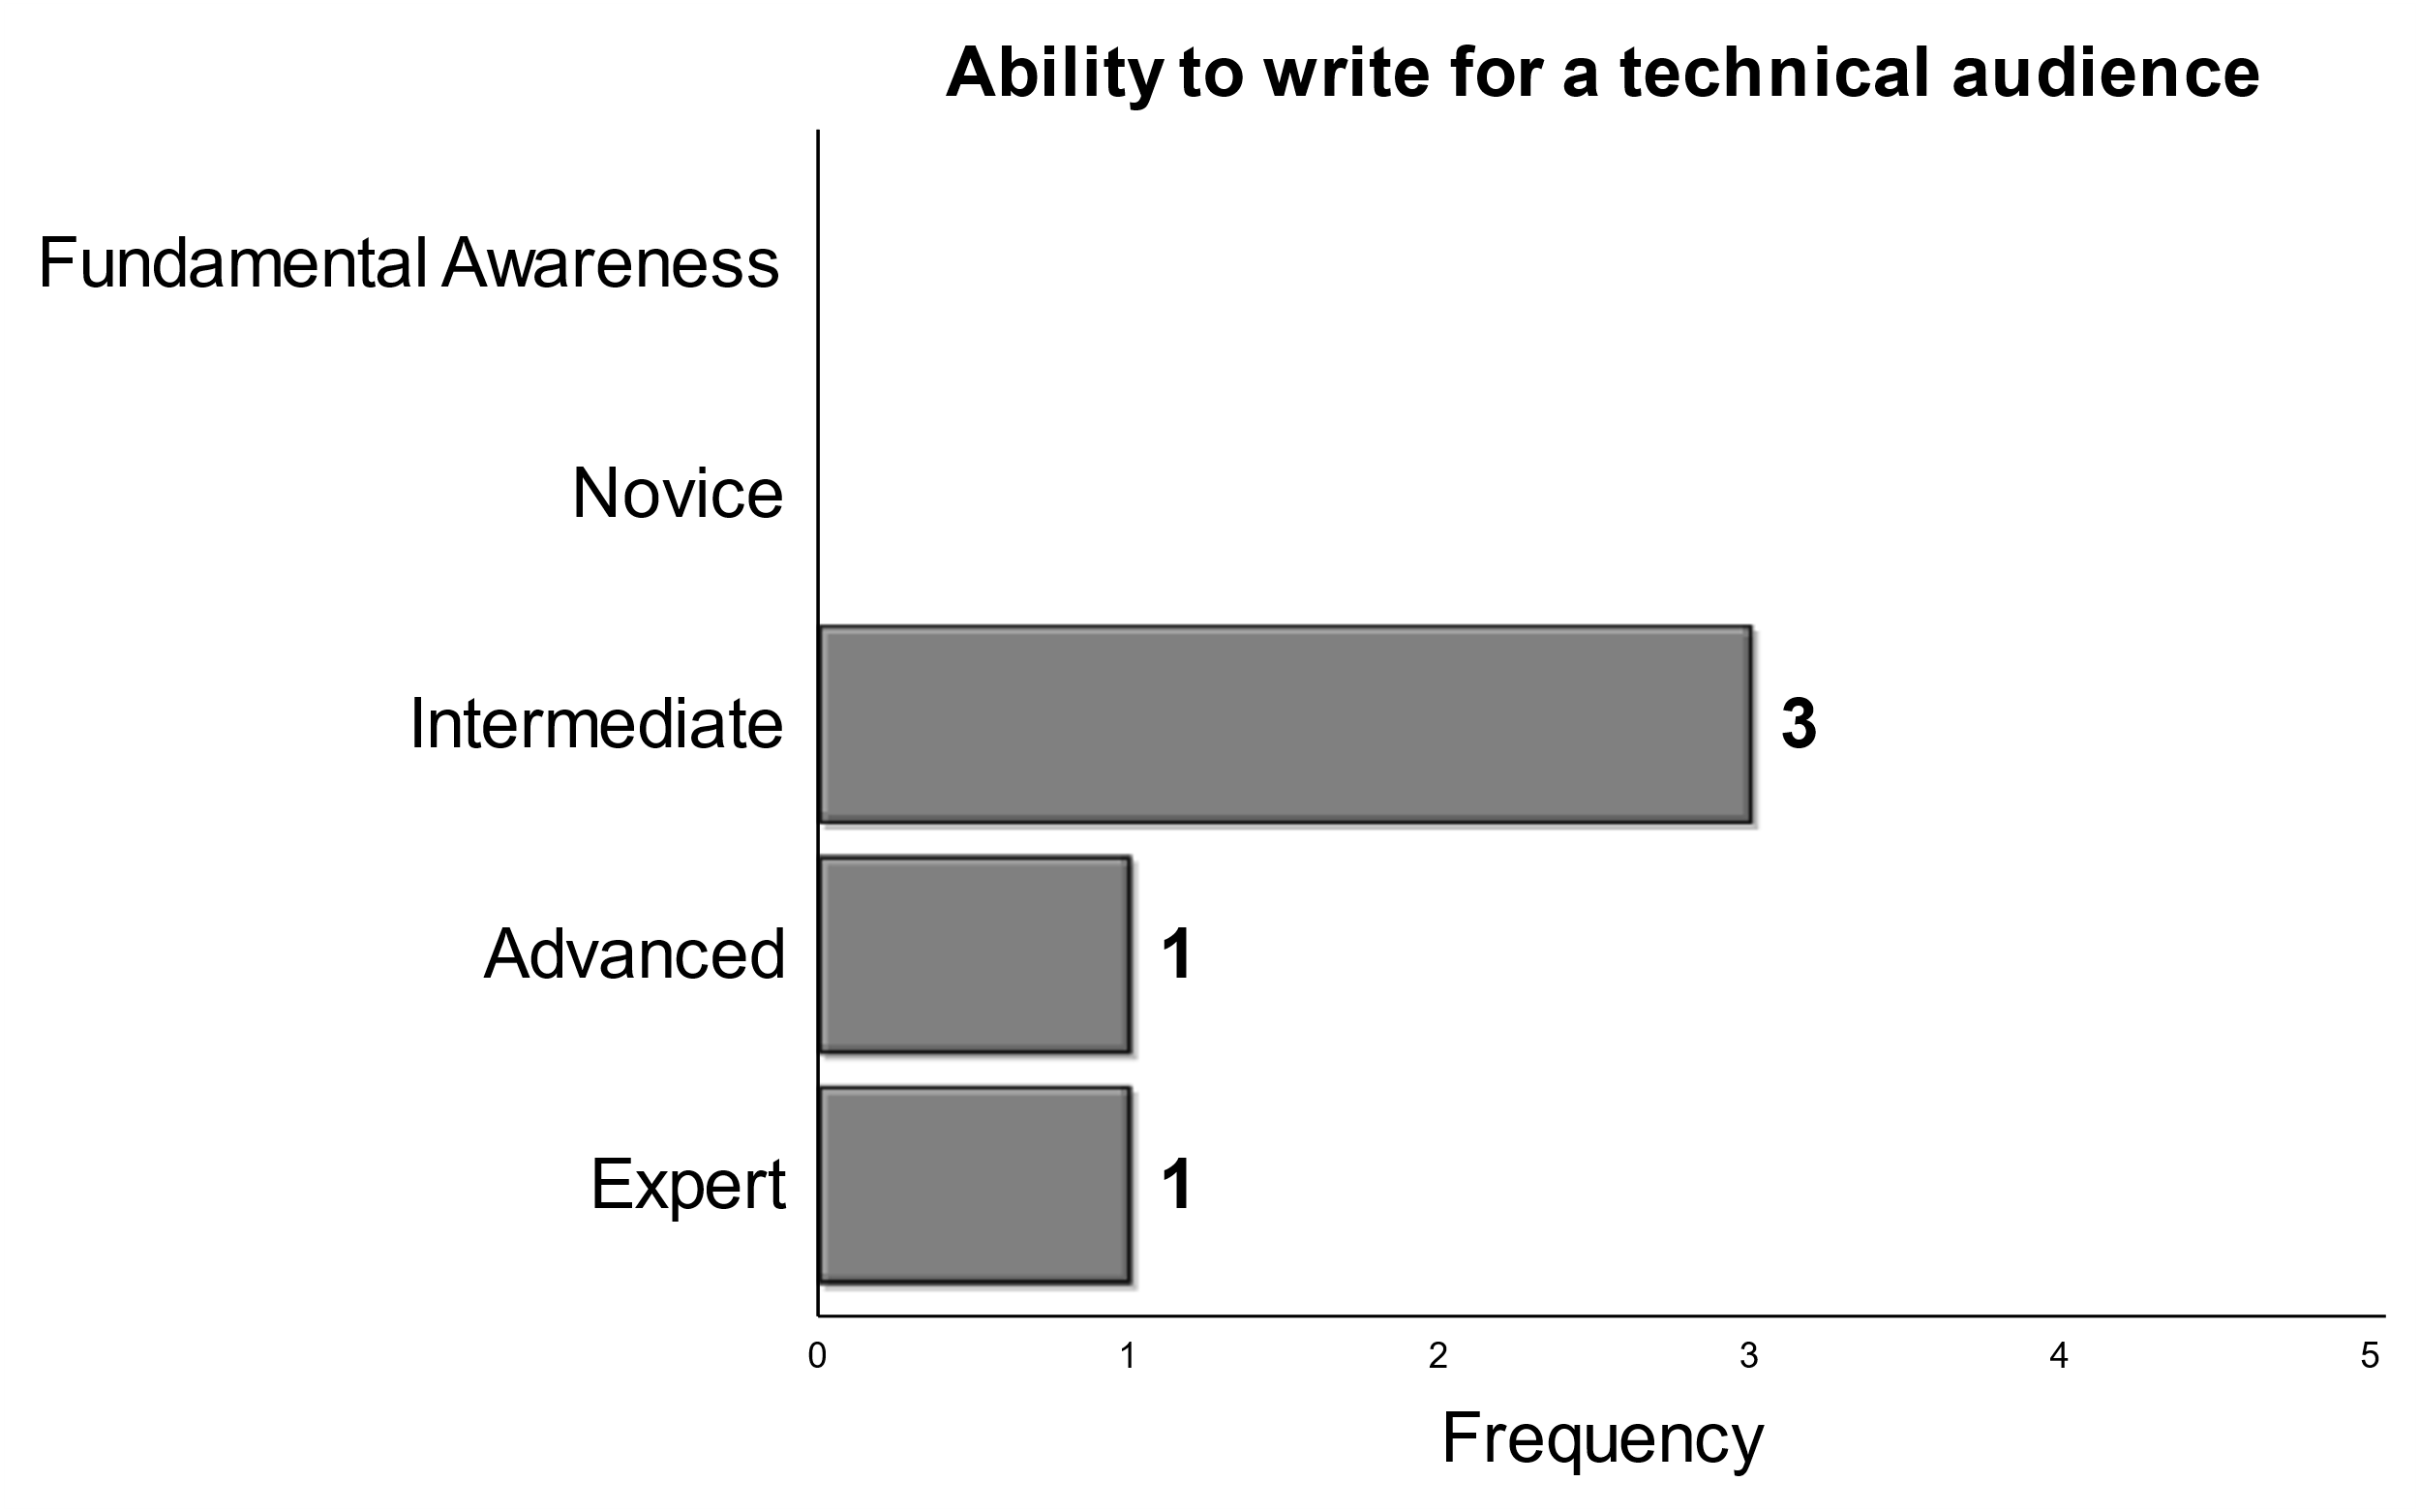 Ability to write for a technical audience
Fundamental Awareness
Novice
Intermediate
3
Advanced
1
Expert
1
0 1 2 3 4 5
Frequency